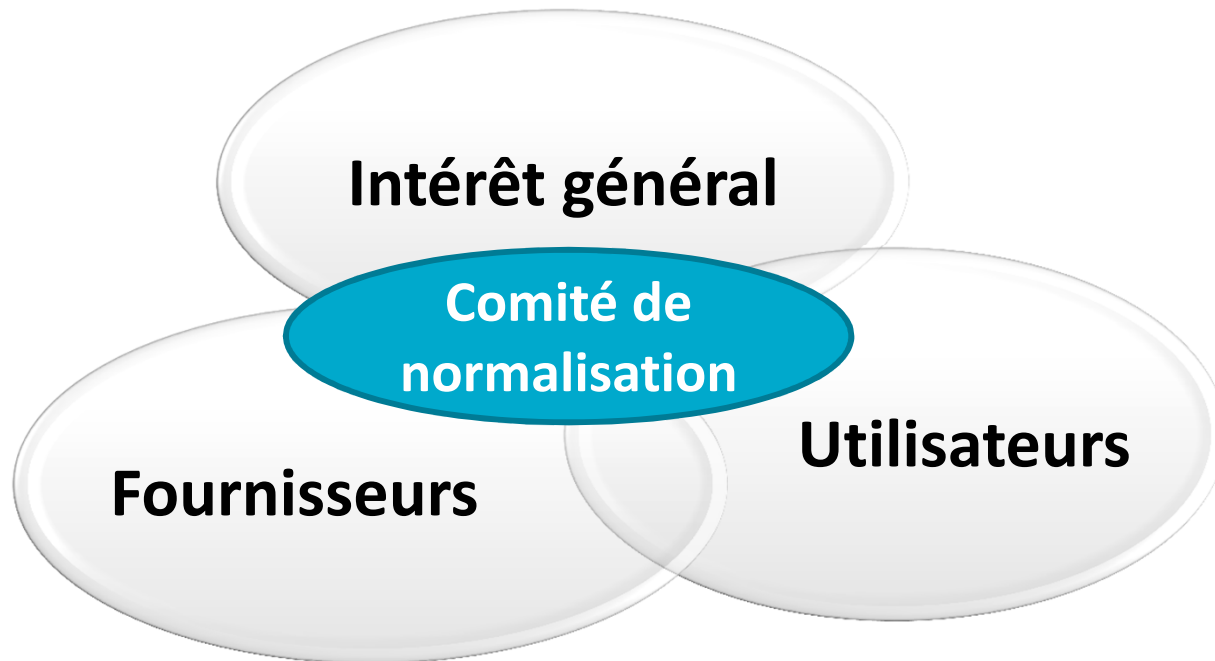 Intérêt général
Comité de
normalisation
Utilisateurs
Fournisseurs